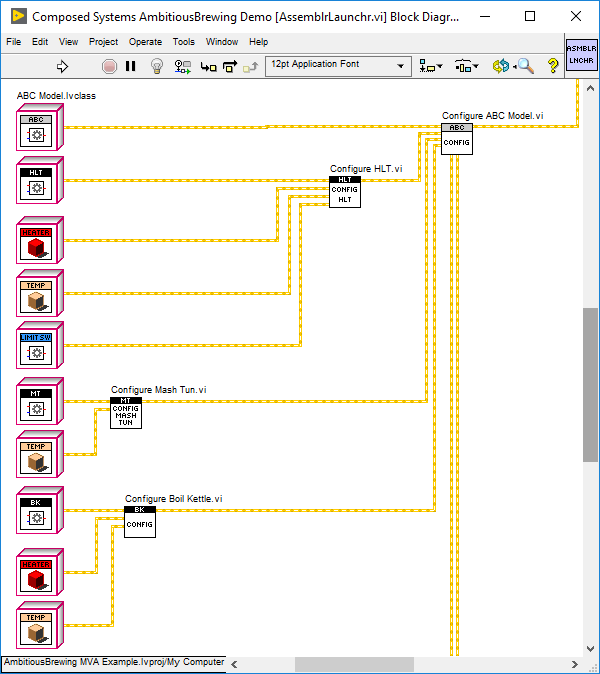 Composed Systems AmbitiousBrewing Demo [AssemblrLaunchr.vi] Block Diagr...
File Edit View Project Operate Tools Window Help
12pt Application Font
ASMBLR
LNCHR
ABC Model.lvclass
ABC
Configure ABC Model.vi
ABC
CONFIG
HLT
Configure HLT.vi
HLT
CONFIG
HLT
HEATER
TEMP
LIMITSW
MT
Configure Mash Tun.vi
MT
CONFIG
MASH
TUN
TEMP
BK
Configure Boil Kettle.vi
BK
CONFIG
HEATER
TEMP
AmbitiousBrewing MVA Example.lvproj/My Computer